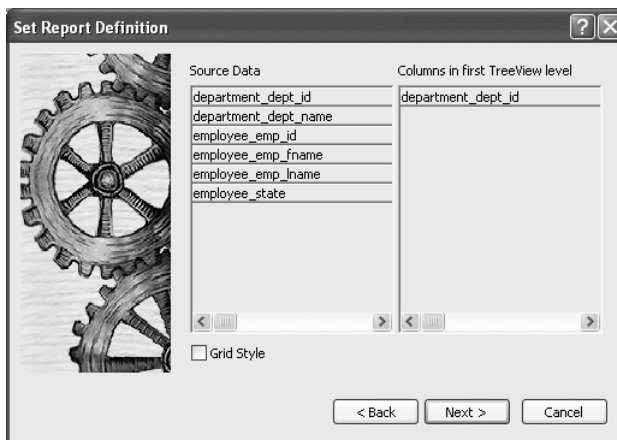 Set Report Definition
Source Data
Columns in first TreeView level
department_dept_id
department_dept_name
employee_emp_id
employee_emp_fname
employee_emp_lname
employee_state
department_dept_id
Grid Style
< Back
Next >
Cancel